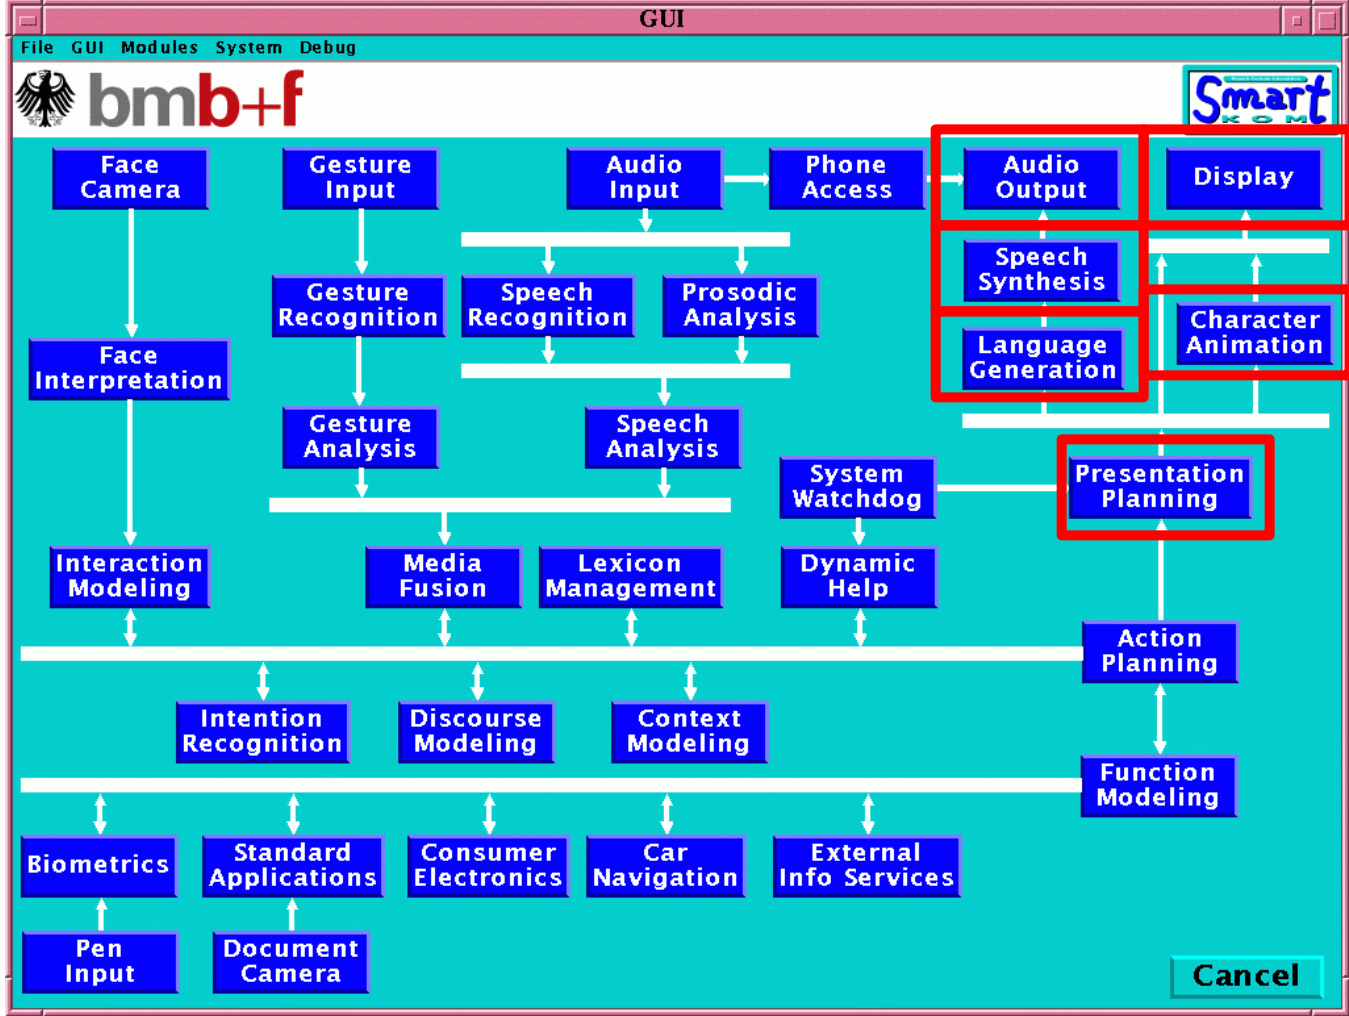 GUI
File GUI Modules System Debug
bmb+f
Smart
KOM
Face
Camera
Gesture
Input
Audio
Input
Phone
Access
Audio
Output
Display
Speech
Synthesis
Gesture
Recognition
Speech
Recognition
Prosodic
Analysis
Character
Animation
Language
Generation
Face
Interpretation
Gesture
Analysis
Speech
Analysis
System
Watchdog
Presentation
Planning
Interaction
Modeling
Media
Fusion
Lexicon
Management
Dynamic
Help
Action
Planning
Intention
Recognition
Discourse
Modeling
Context
Modeling
Function
Modeling
Biometrics
Standard
Applications
Consumer
Electronics
Car
Navigation
External
Info Services
Pen
Input
Document
Camera
Cancel